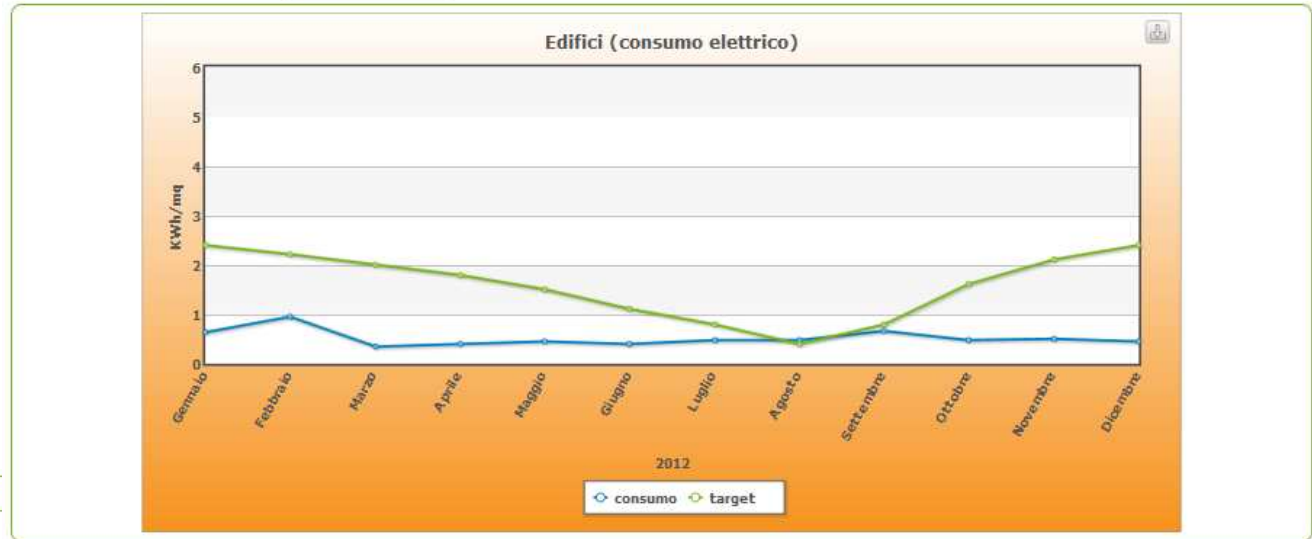 Edifici (consumo elettrico)
KWh/mq
6
5
4
3
2
1
0
Gennaio
Febbraio
Marzo
Aprile
Maggio
Giugno
Luglio
Agosto
Settembre
Ottobre
Novembre
Dicembre
2012
consumo target